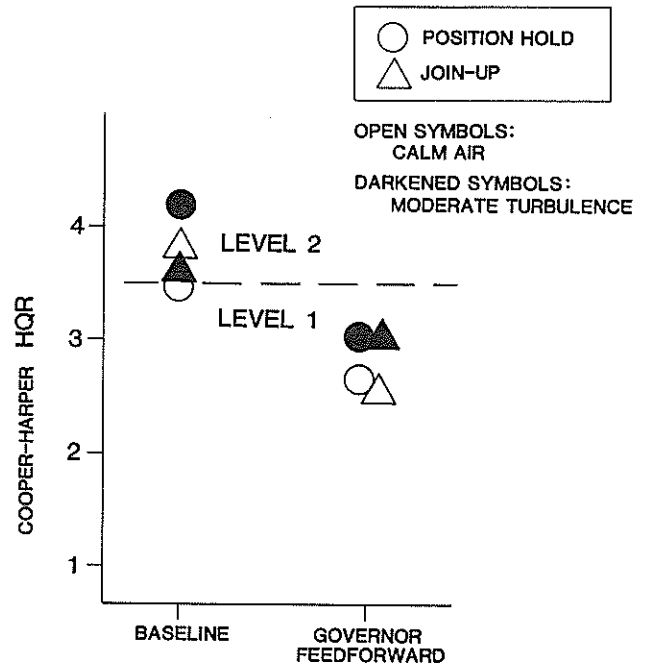 POSITION HOLD
JOIN-UP
OPEN SYMBOLS:
CALM AIR
DARKENED SYMBOLS:
MODERATE TURBULENCE
COOPER-HARPER HQR
4
3
2
1
LEVEL 2
LEVEL 1
BASELINE
GOVERNOR
FEEDFORWARD